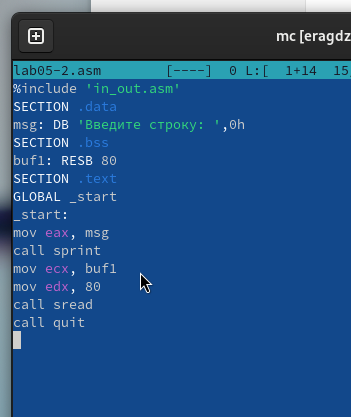 mc [eragdz
lab05-2.asm [----] 0 L:[ 1+14 15
%include 'in_out.asm'
SECTION .data
msg: DB 'Введите строку: ',0h
SECTION .bss
buf1: RESB 80
SECTION .text
GLOBAL _start
_start:
mov eax, msg
call sprint
mov ecx, buf1
mov edx, 80
call sread
call quit